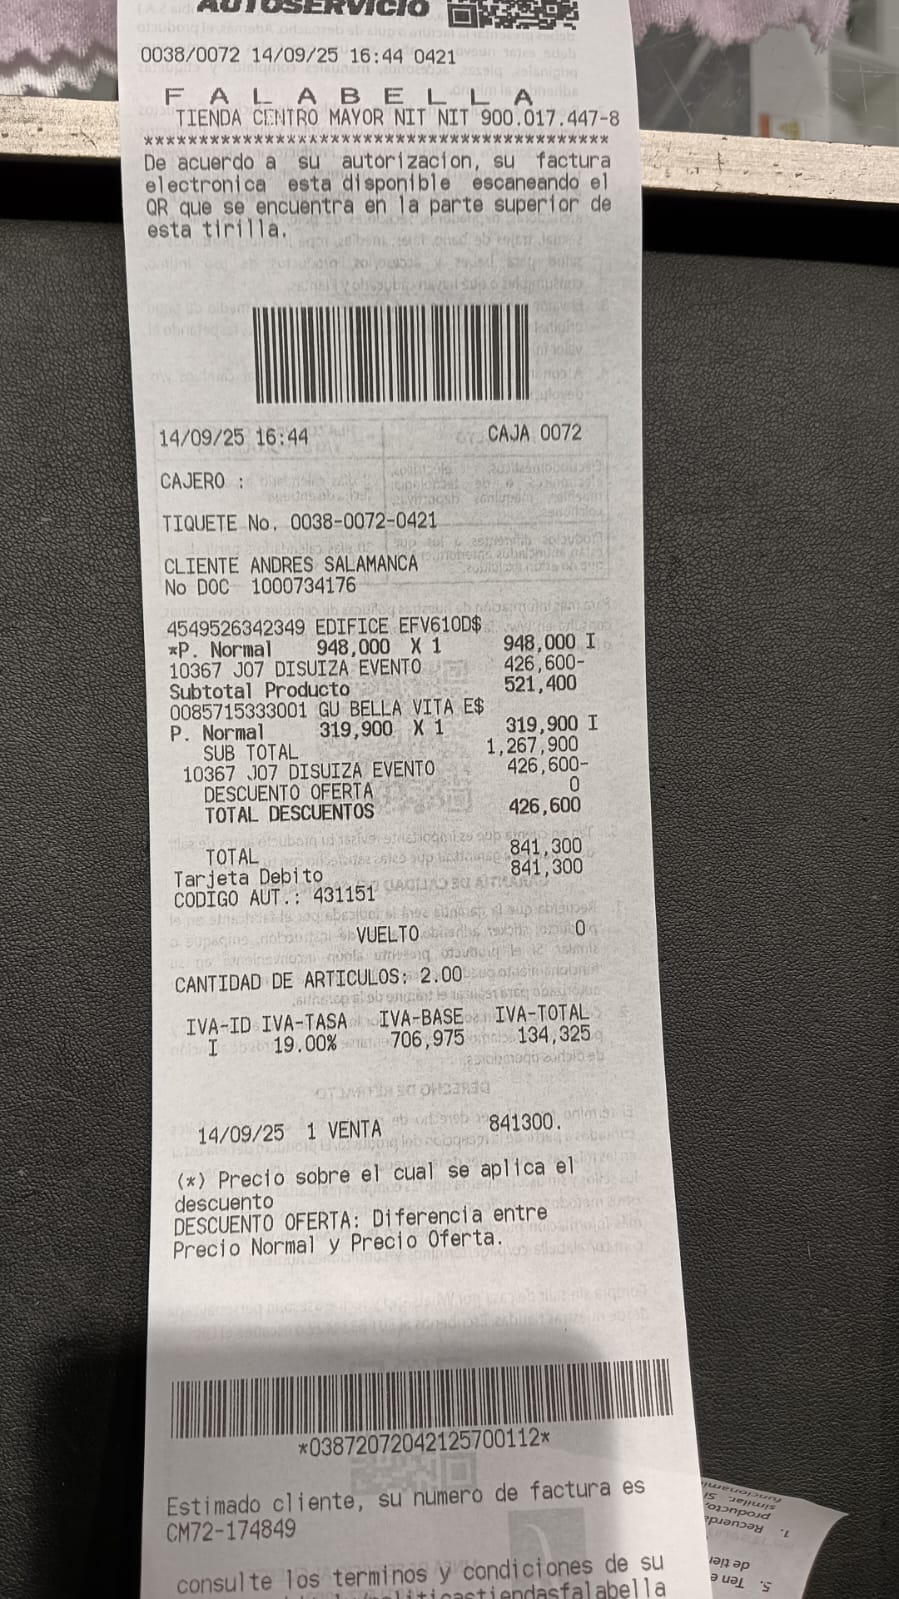 AUTOSERVICIO
0038/0072 14/09/25 16:44 0421
F A L A B E L L A
TIENDA CENTRO MAYOR NIT NIT 900.017.447-8
******************************************
De acuerdo a su autorizacion, su factura
electronica esta disponible escaneando el
QR que se encuentra en la parte superior de
esta tirilla.
14/09/25 16:44 CAJA 0072
CAJERO :
TIQUETE No. 0038-0072-0421
CLIENTE ANDRES SALAMANCA
No DOC 1000734176
4549526342349 EDIFICE EFV610D$
*P. Normal 948,000 X 1 948,000 I
10367 J07 DISUIZA EVENTO 426,600-
Subtotal Producto 521,400
0085715333001 GU BELLA VITA E$
P. Normal 319,900 X 1 319,900 I
SUB TOTAL 1,267,900
10367 J07 DISUIZA EVENTO 426,600-
DESCUENTO OFERTA 0
TOTAL DESCUENTOS 426,600
TOTAL 841,300
Tarjeta Debito 841,300
CODIGO AUT.: 431151
VUELTO 0
CANTIDAD DE ARTICULOS: 2.00
IVA-ID IVA-TASA IVA-BASE IVA-TOTAL
I 19.00% 706,975 134,325
14/09/25 1 VENTA 841300.
(*) Precio sobre el cual se aplica el
descuento
DESCUENTO OFERTA: Diferencia entre
Precio Normal y Precio Oferta.
*03872072042125700112*
Estimado cliente, su numero de factura es
CM72-174849
consulte los terminos y condiciones de su
1. Recuerda
producto,
similar. Si
5. Ten e
de tie